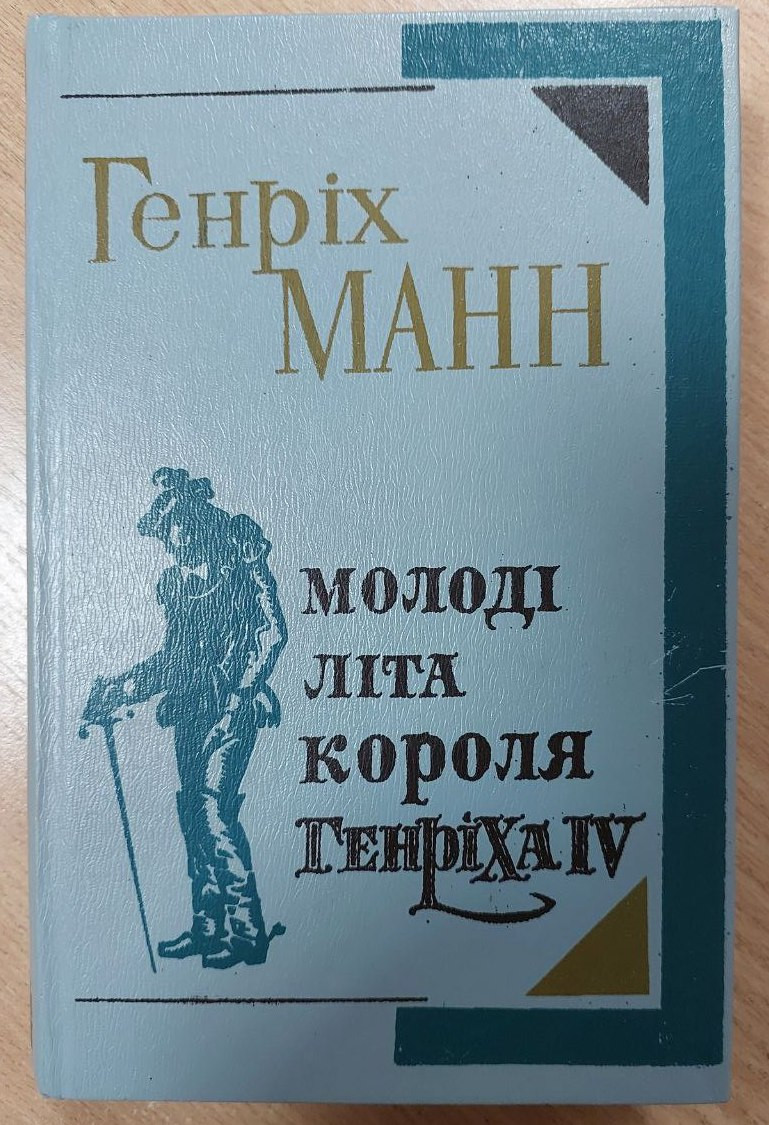 Генріх
МАНН
МОЛОДІ
ЛІТА
КОРОЛЯ
ГЕНРІХА IV